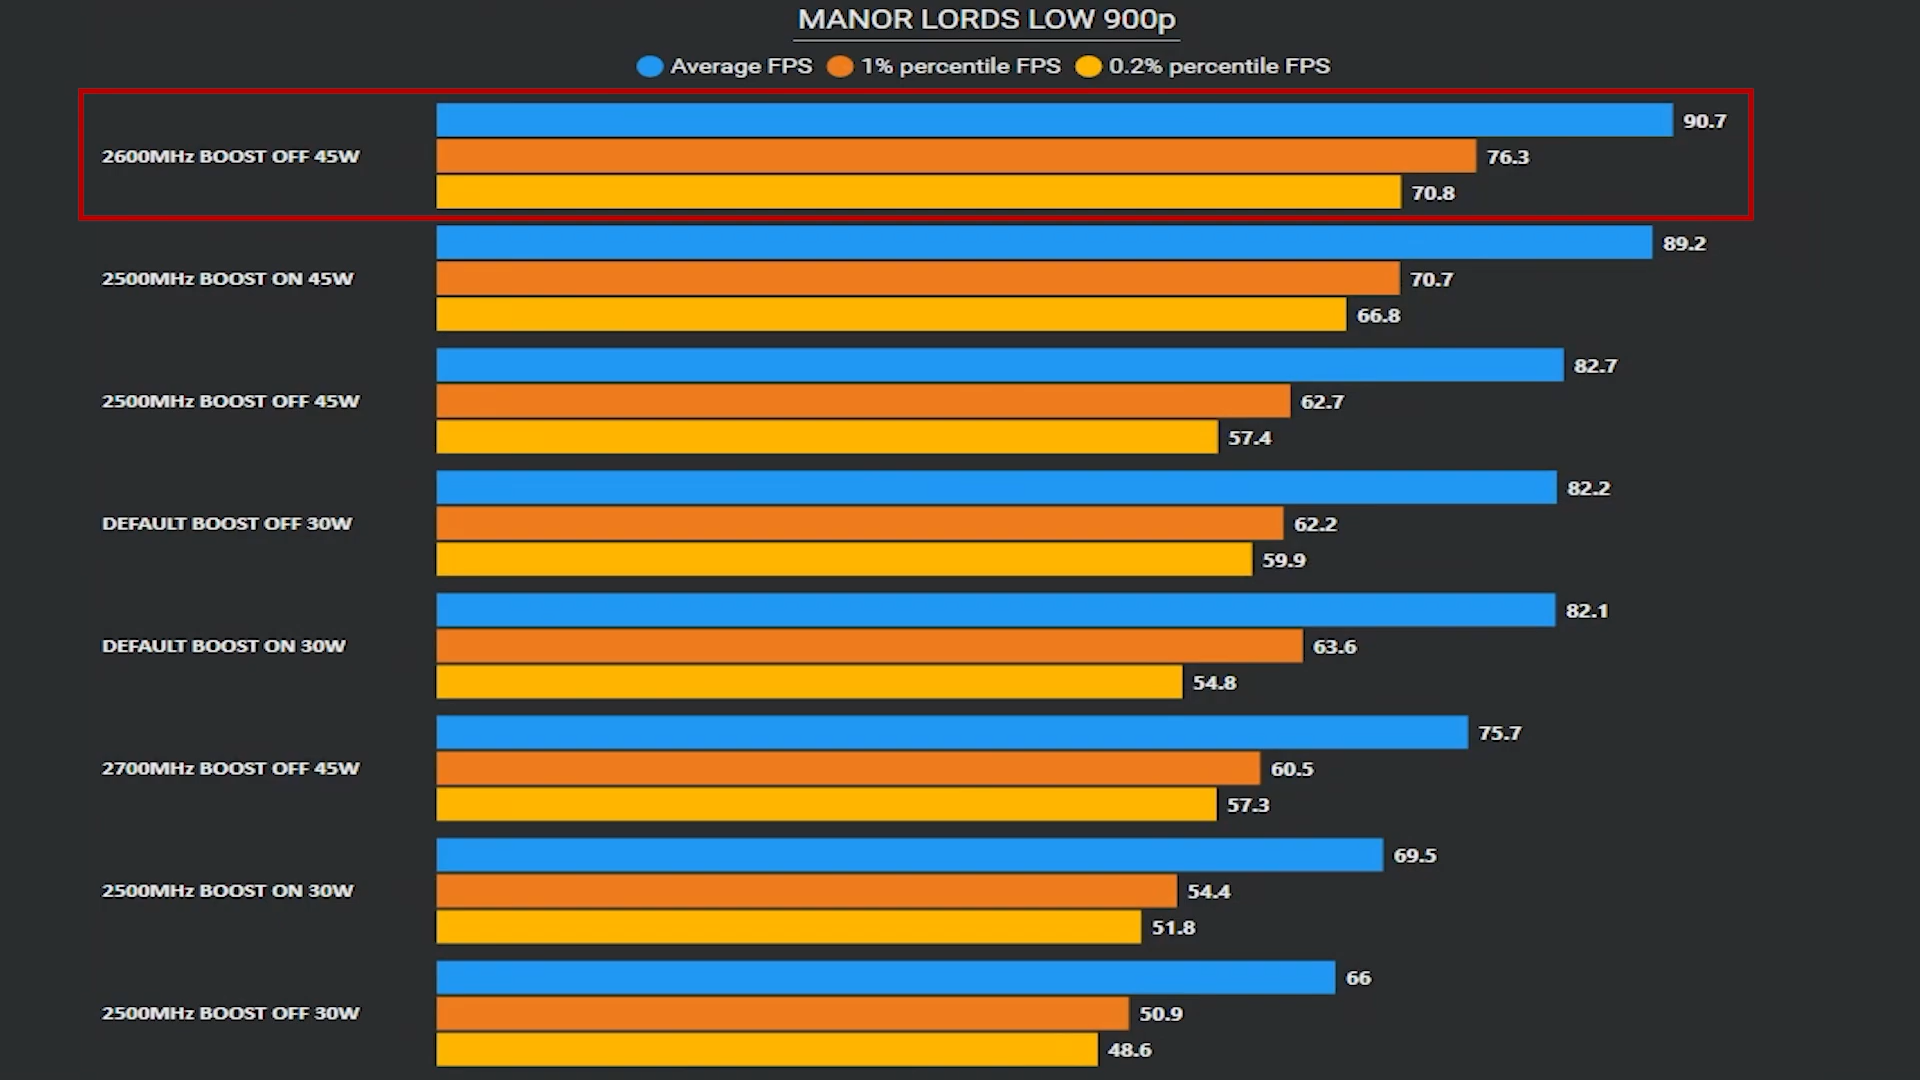 MANOR LORDS LOW 900p
Average FPS 1% percentile FPS 0.2% percentile FPS
90.7
2600MHz BOOST OFF 45W 76.3
70.8
89.2
2500MHz BOOST ON 45W 70.7
66.8
82.7
2500MHz BOOST OFF 45W 62.7
57.4
82.2
DEFAULT BOOST OFF 30W 62.2
59.9
82.1
DEFAULT BOOST ON 30W 63.6
54.8
75.7
2700MHz BOOST OFF 45W 60.5
57.3
69.5
2500MHz BOOST ON 30W 54.4
51.8
66
2500MHz BOOST OFF 30W 50.9
48.6